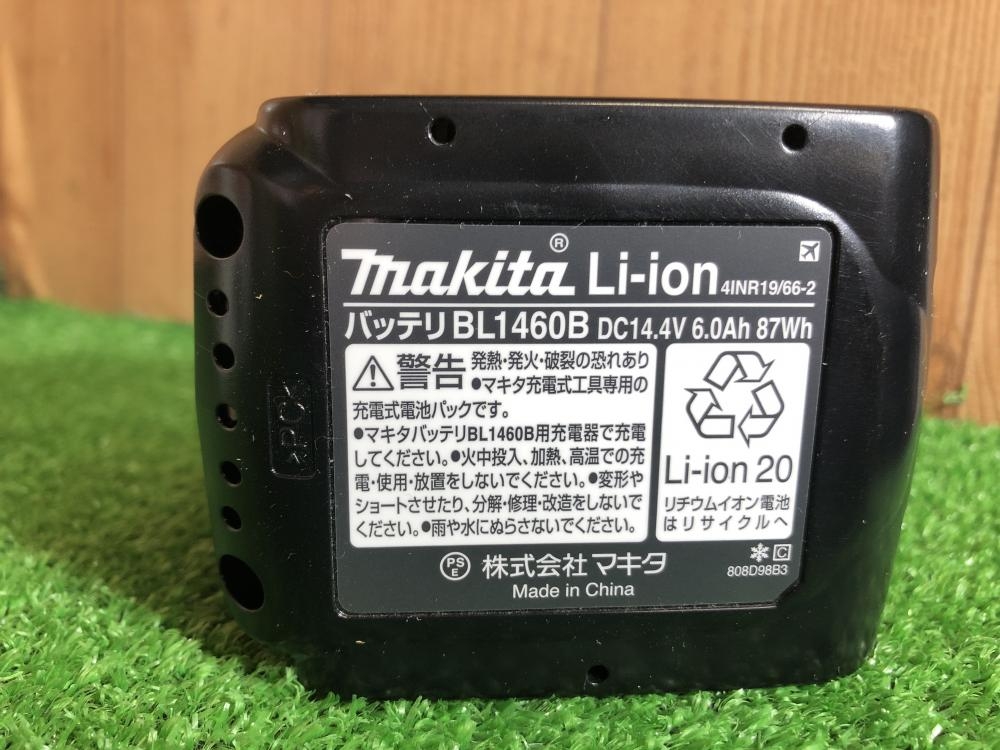 makita® Li-ion 4INR19/66-2
バッテリ BL1460B DC14.4V 6.0Ah 87Wh
警告 発熱・発火・破裂の恐れあり
●マキタ充電式工具専用の
充電式電池パックです。
●マキタバッテリBL1460B用充電器で充電
してください。●火中投入、加熱、高温での充
電・使用・放置をしないでください。●変形や
ショートさせたり、分解・修理・改造をしないで
ください。●雨や水にぬらさないでください。
Li-ion 20
リチウムイオン電池
はリサイクルへ
PS
E 株式会社 マキタ
Made in China
C
808D98B3
>PC<